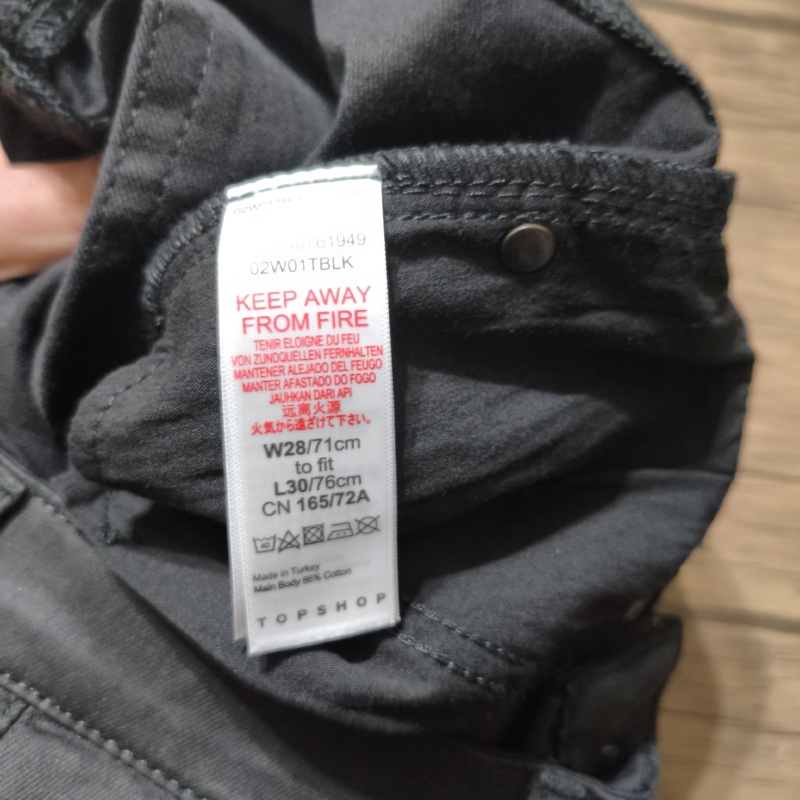 761949
02W01TBLK
KEEP AWAY
FROM FIRE
TENIR ELOIGNE DU FEU
VON ZUNDQUELLEN FERNHALTEN
MANTENER ALEJADO DEL FEUGO
MANTER AFASTADO DO FOGO
JAUHKAN DARI API
远离火源
火気から遠ざけて下さい。
W28/71cm
to fit
L30/76cm
CN 165/72A
40
Made in Turkey
Main Body 86% Cotton
TOPSHOP